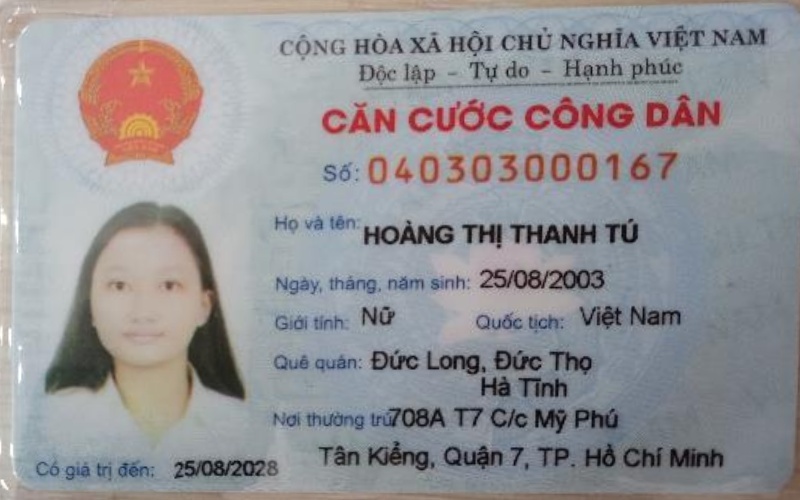 CỘNG HÒA XÃ HỘI CHỦ NGHĨA VIỆT NAM
Độc lập - Tự do - Hạnh phúc
CĂN CƯỚC CÔNG DÂN
Số: 040303000167
Họ và tên: HOÀNG THỊ THANH TÚ
Ngày, tháng, năm sinh: 25/08/2003
Giới tính: Nữ Quốc tịch: Việt Nam
Quê quán: Đức Long, Đức Thọ
Hà Tĩnh
Nơi thường trú 708A T7 C/c Mỹ Phú
Tân Kiểng, Quận 7, TP. Hồ Chí Minh
Có giá trị đến: 25/08/2028